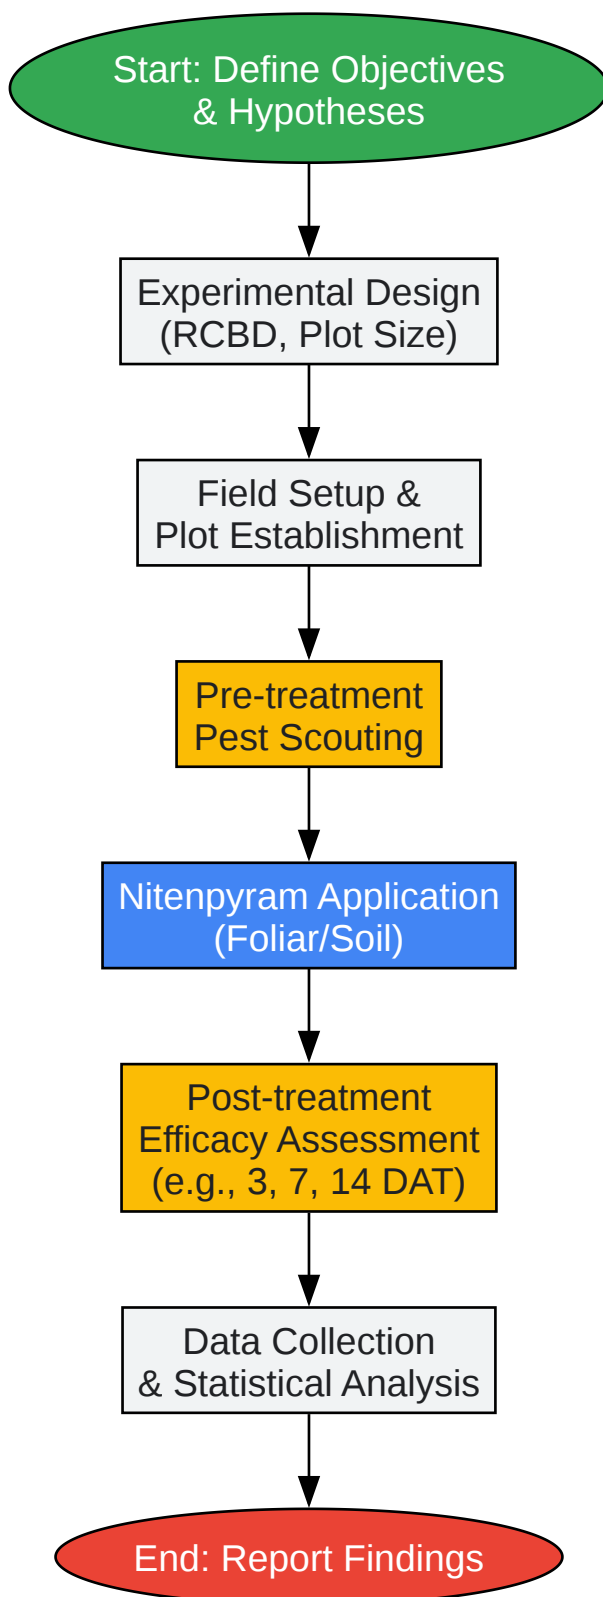 Start: Define Objectives
& Hypotheses
Experimental Design
(RCBD, Plot Size)
Field Setup &
Plot Establishment
Pre-treatment
Pest Scouting
Nitenpyram Application
(Foliar/Soil)
Post-treatment
Efficacy Assessment
(e.g., 3, 7, 14 DAT)
Data Collection
& Statistical Analysis
End: Report Findings